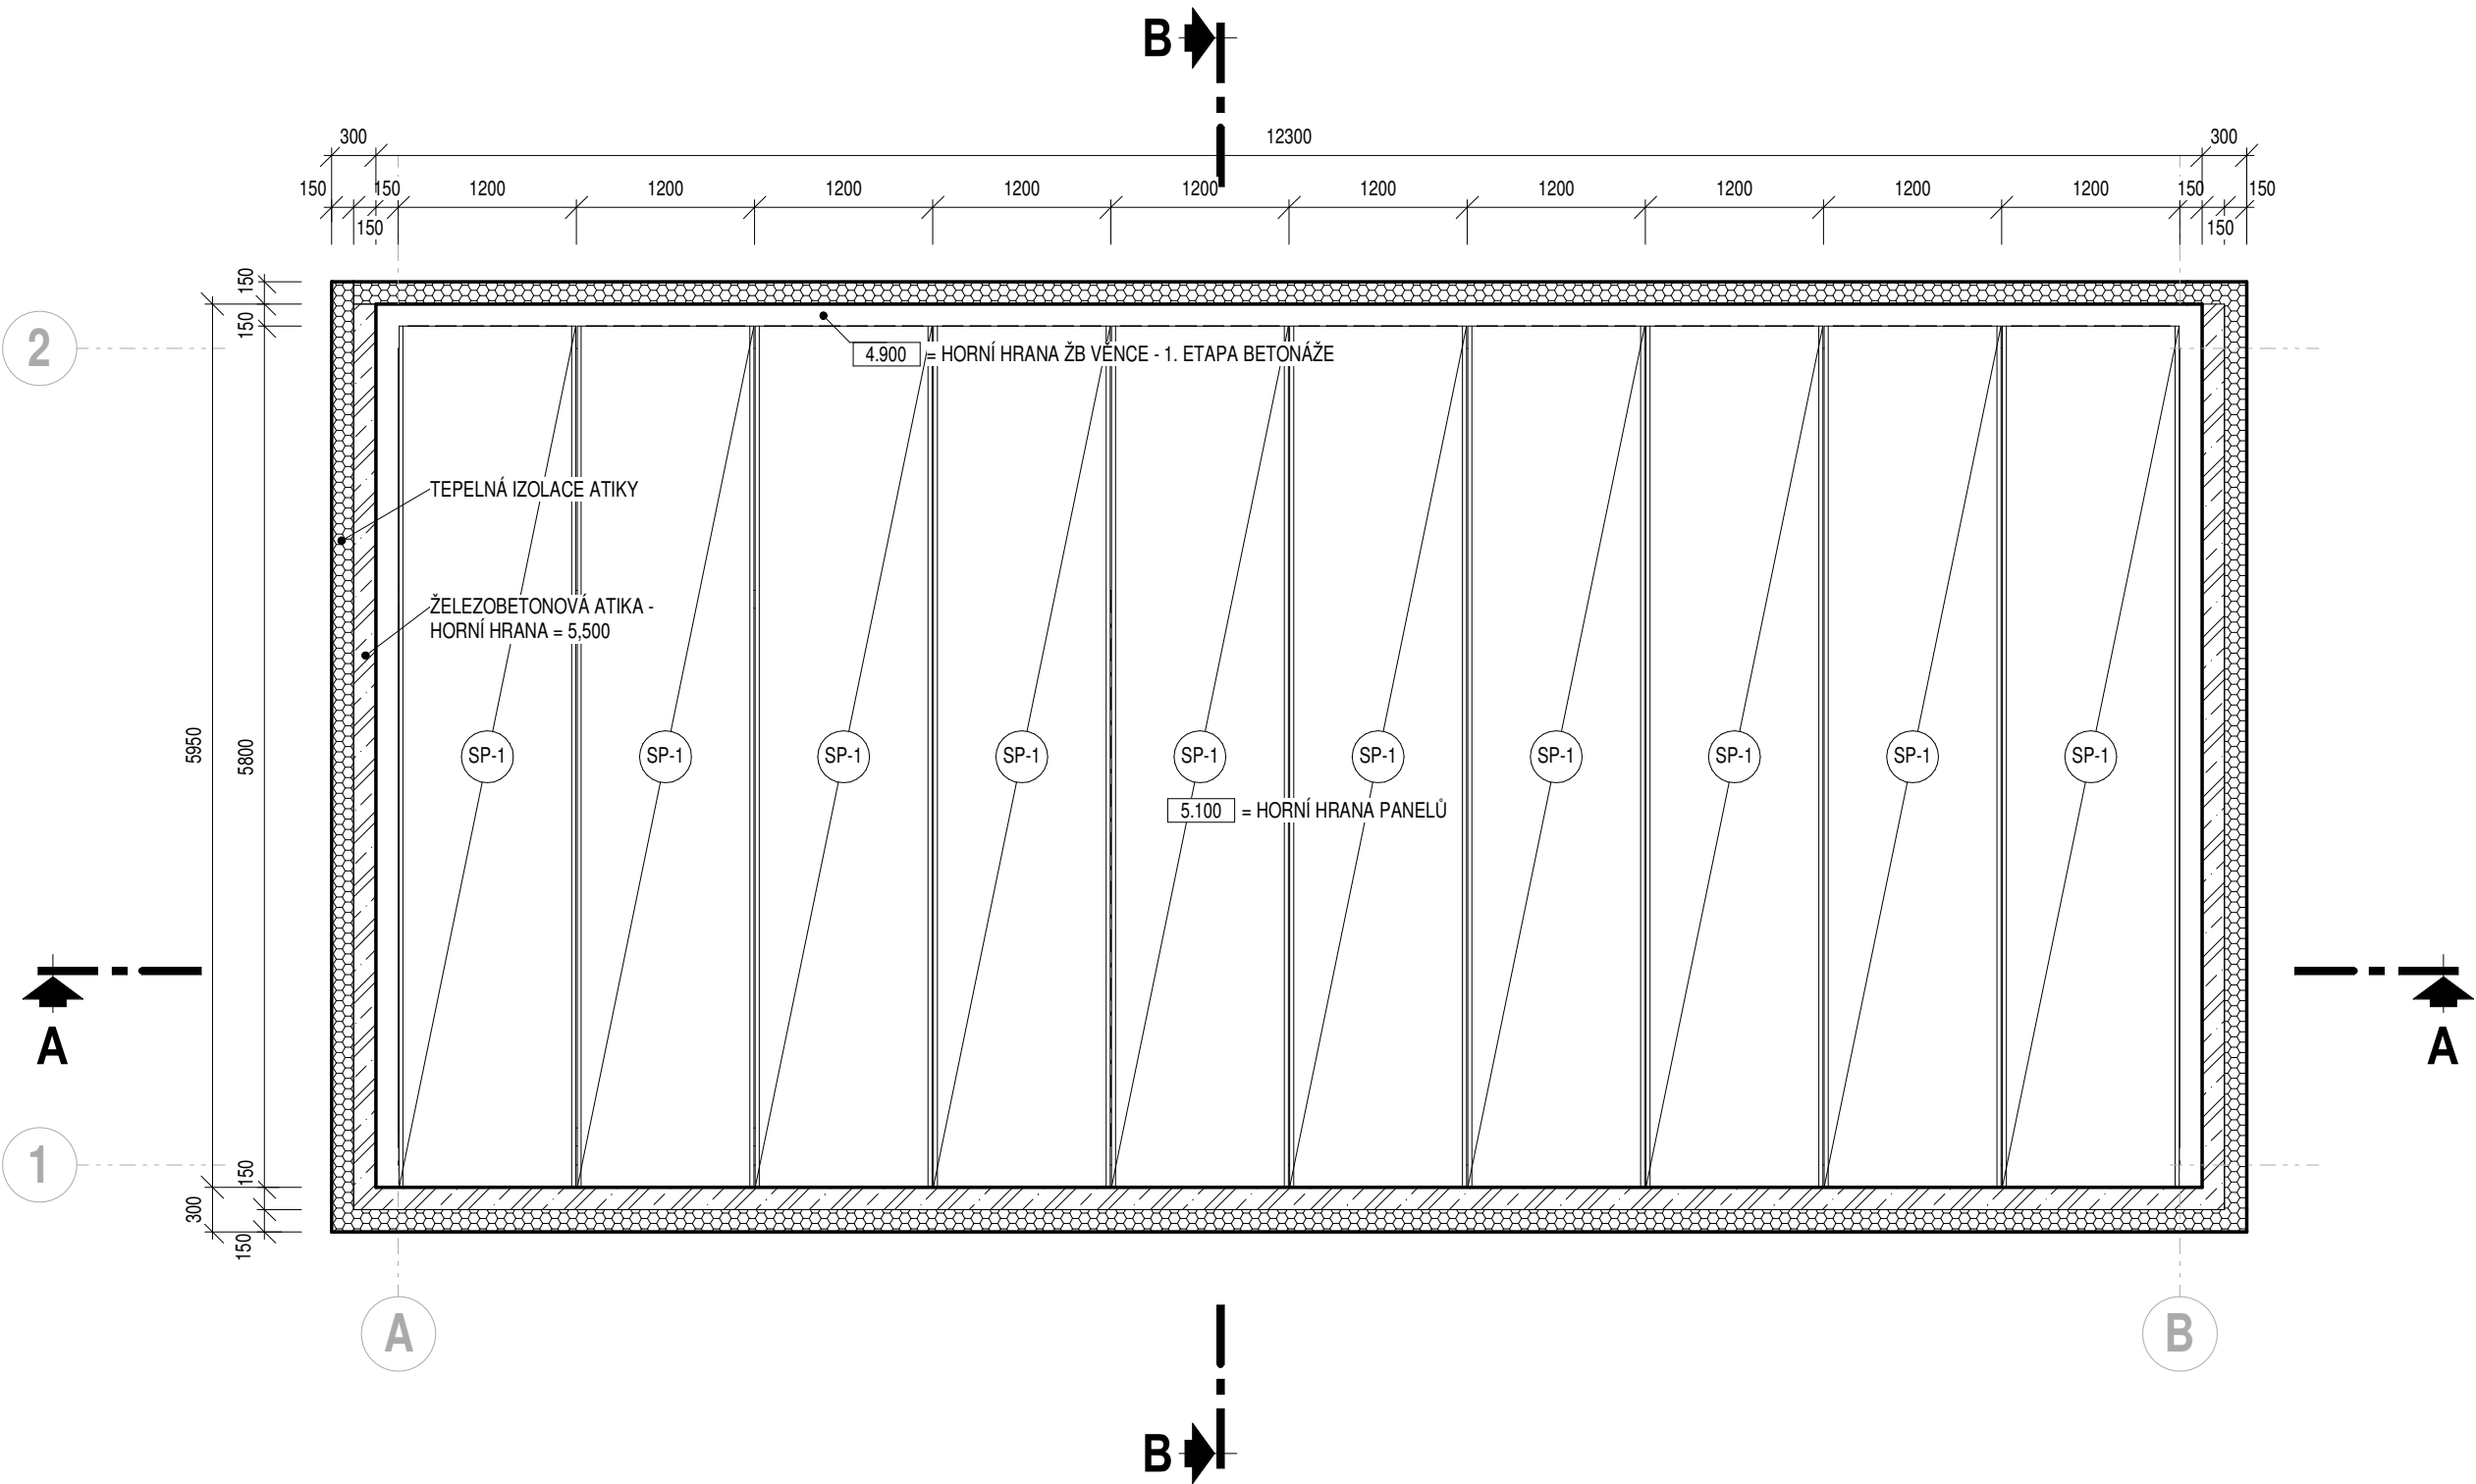 B
300
12300
300
150
150
1200
1200
1200
1200
1200
1200
1200
1200
1200
1200
150
150
150
150
150
150
2
4.900 = HORNÍ HRANA ŽB VĚNCE - 1. ETAPA BETONÁŽE
TEPELNÁ IZOLACE ATIKY
ŽELEZOBETONOVÁ ATIKA -
HORNÍ HRANA = 5,500
5950
5800
SP-1
SP-1
SP-1
SP-1
SP-1
SP-1
SP-1
SP-1
SP-1
SP-1
5.100 = HORNÍ HRANA PANELŮ
A
A
1
150
300
150
A
B
B